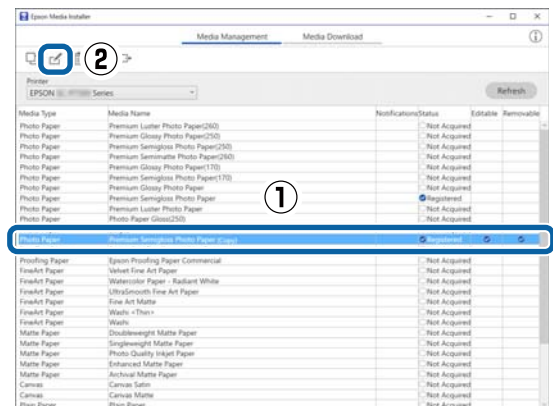 Epson Media Installer
Media Management Media Download
②
Printer
EPSON Series
Refresh
Media Type Media Name Notifications Status Editable Removable
Photo Paper Premium Luster Photo Paper(260) Not Acquired
Photo Paper Premium Glossy Photo Paper(250) Not Acquired
Photo Paper Premium Semigloss Photo Paper(250) Not Acquired
Photo Paper Premium Semimatte Photo Paper(260) Not Acquired
Photo Paper Premium Glossy Photo Paper(170) Not Acquired
Photo Paper Premium Semigloss Photo Paper(170) Not Acquired
Photo Paper Premium Glossy Photo Paper Not Acquired
Photo Paper Premium Semigloss Photo Paper Registered
Photo Paper Premium Luster Photo Paper Not Acquired
Photo Paper Photo Paper Gloss(250) Not Acquired
①
Photo Paper Premium Semigloss Photo Paper (Copy) Registered
Proofing Paper Epson Proofing Paper Commercial Not Acquired
FineArt Paper Velvet Fine Art Paper Not Acquired
FineArt Paper Watercolor Paper - Radiant White Not Acquired
FineArt Paper UltraSmooth Fine Art Paper Not Acquired
FineArt Paper Fine Art Matte Not Acquired
FineArt Paper Washi <Thin> Not Acquired
FineArt Paper Washi Not Acquired
Matte Paper Doubleweight Matte Paper Not Acquired
Matte Paper Singleweight Matte Paper Not Acquired
Matte Paper Photo Quality Inkjet Paper Not Acquired
Matte Paper Enhanced Matte Paper Not Acquired
Matte Paper Archival Matte Paper Not Acquired
Canvas Canvas Satin Not Acquired
Canvas Canvas Matte Not Acquired
Plain Paper Plain Paper Not Acquired